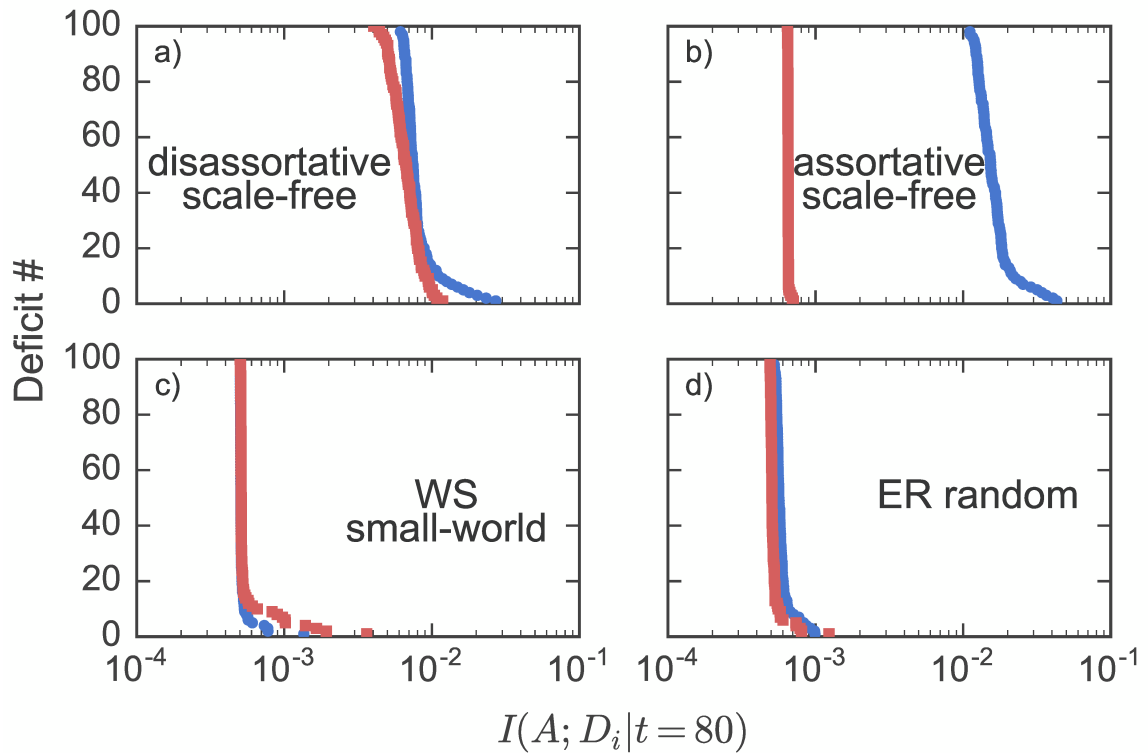 100
80
60
40
20
0
a)
disassortative
scale-free
b)
assortative
scale-free
Deficit #
100
80
60
40
20
0
c)
WS
small-world
d)
ER random
10⁻⁴ 10⁻³ 10⁻² 10⁻¹
10⁻⁴ 10⁻³ 10⁻² 10⁻¹
I(A; Dᵢ|t = 80)